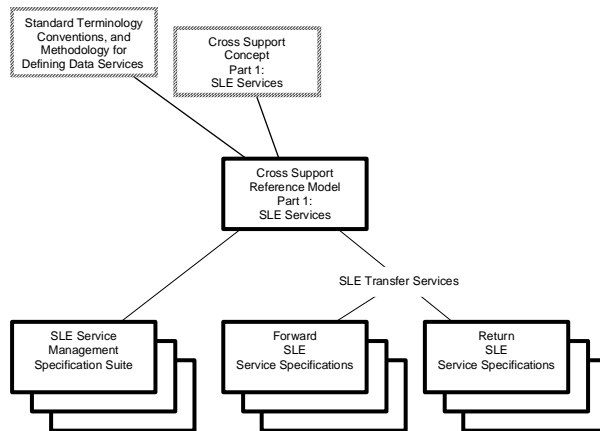 Standard Terminology
Conventions, and
Methodology for
Defining Data Services
Cross Support
Concept
Part 1:
SLE Services
Cross Support
Reference Model
Part 1:
SLE Services
SLE Transfer Services
SLE Service
Management
Specification Suite
Forward
SLE
Service Specifications
Return
SLE
Service Specifications